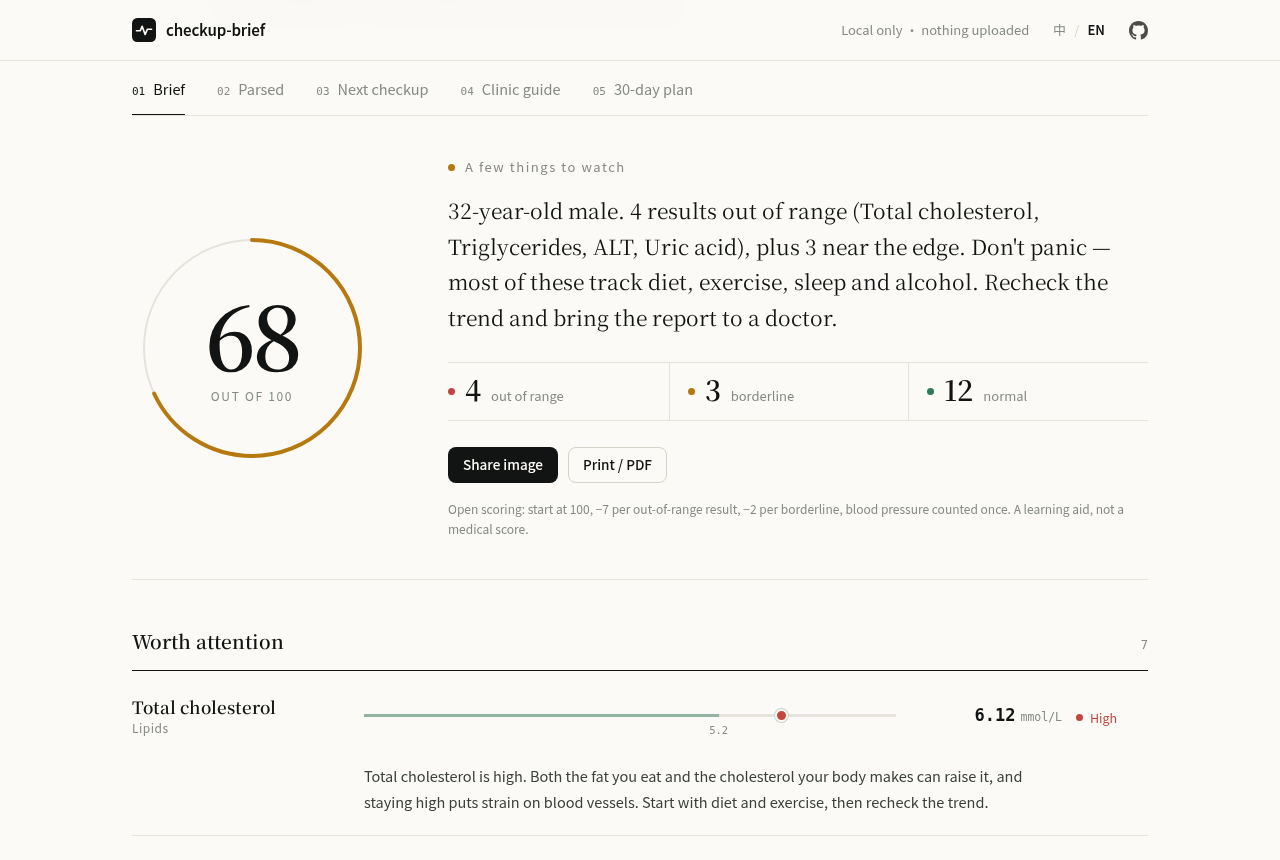 checkup-brief
Local only • nothing uploaded
中 / EN
01 Brief
02 Parsed
03 Next checkup
04 Clinic guide
05 30-day plan
A few things to watch
32-year-old male. 4 results out of range (Total cholesterol,
Triglycerides, ALT, Uric acid), plus 3 near the edge. Don't panic —
most of these track diet, exercise, sleep and alcohol. Recheck the
trend and bring the report to a doctor.
68
OUT OF 100
4 out of range
3 borderline
12 normal
Share image
Print / PDF
Open scoring: start at 100, −7 per out-of-range result, −2 per borderline, blood pressure counted once. A learning aid, not a
medical score.
Worth attention
7
Total cholesterol
Lipids
5.2
6.12 mmol/L
High
Total cholesterol is high. Both the fat you eat and the cholesterol your body makes can raise it, and
staying high puts strain on blood vessels. Start with diet and exercise, then recheck the trend.